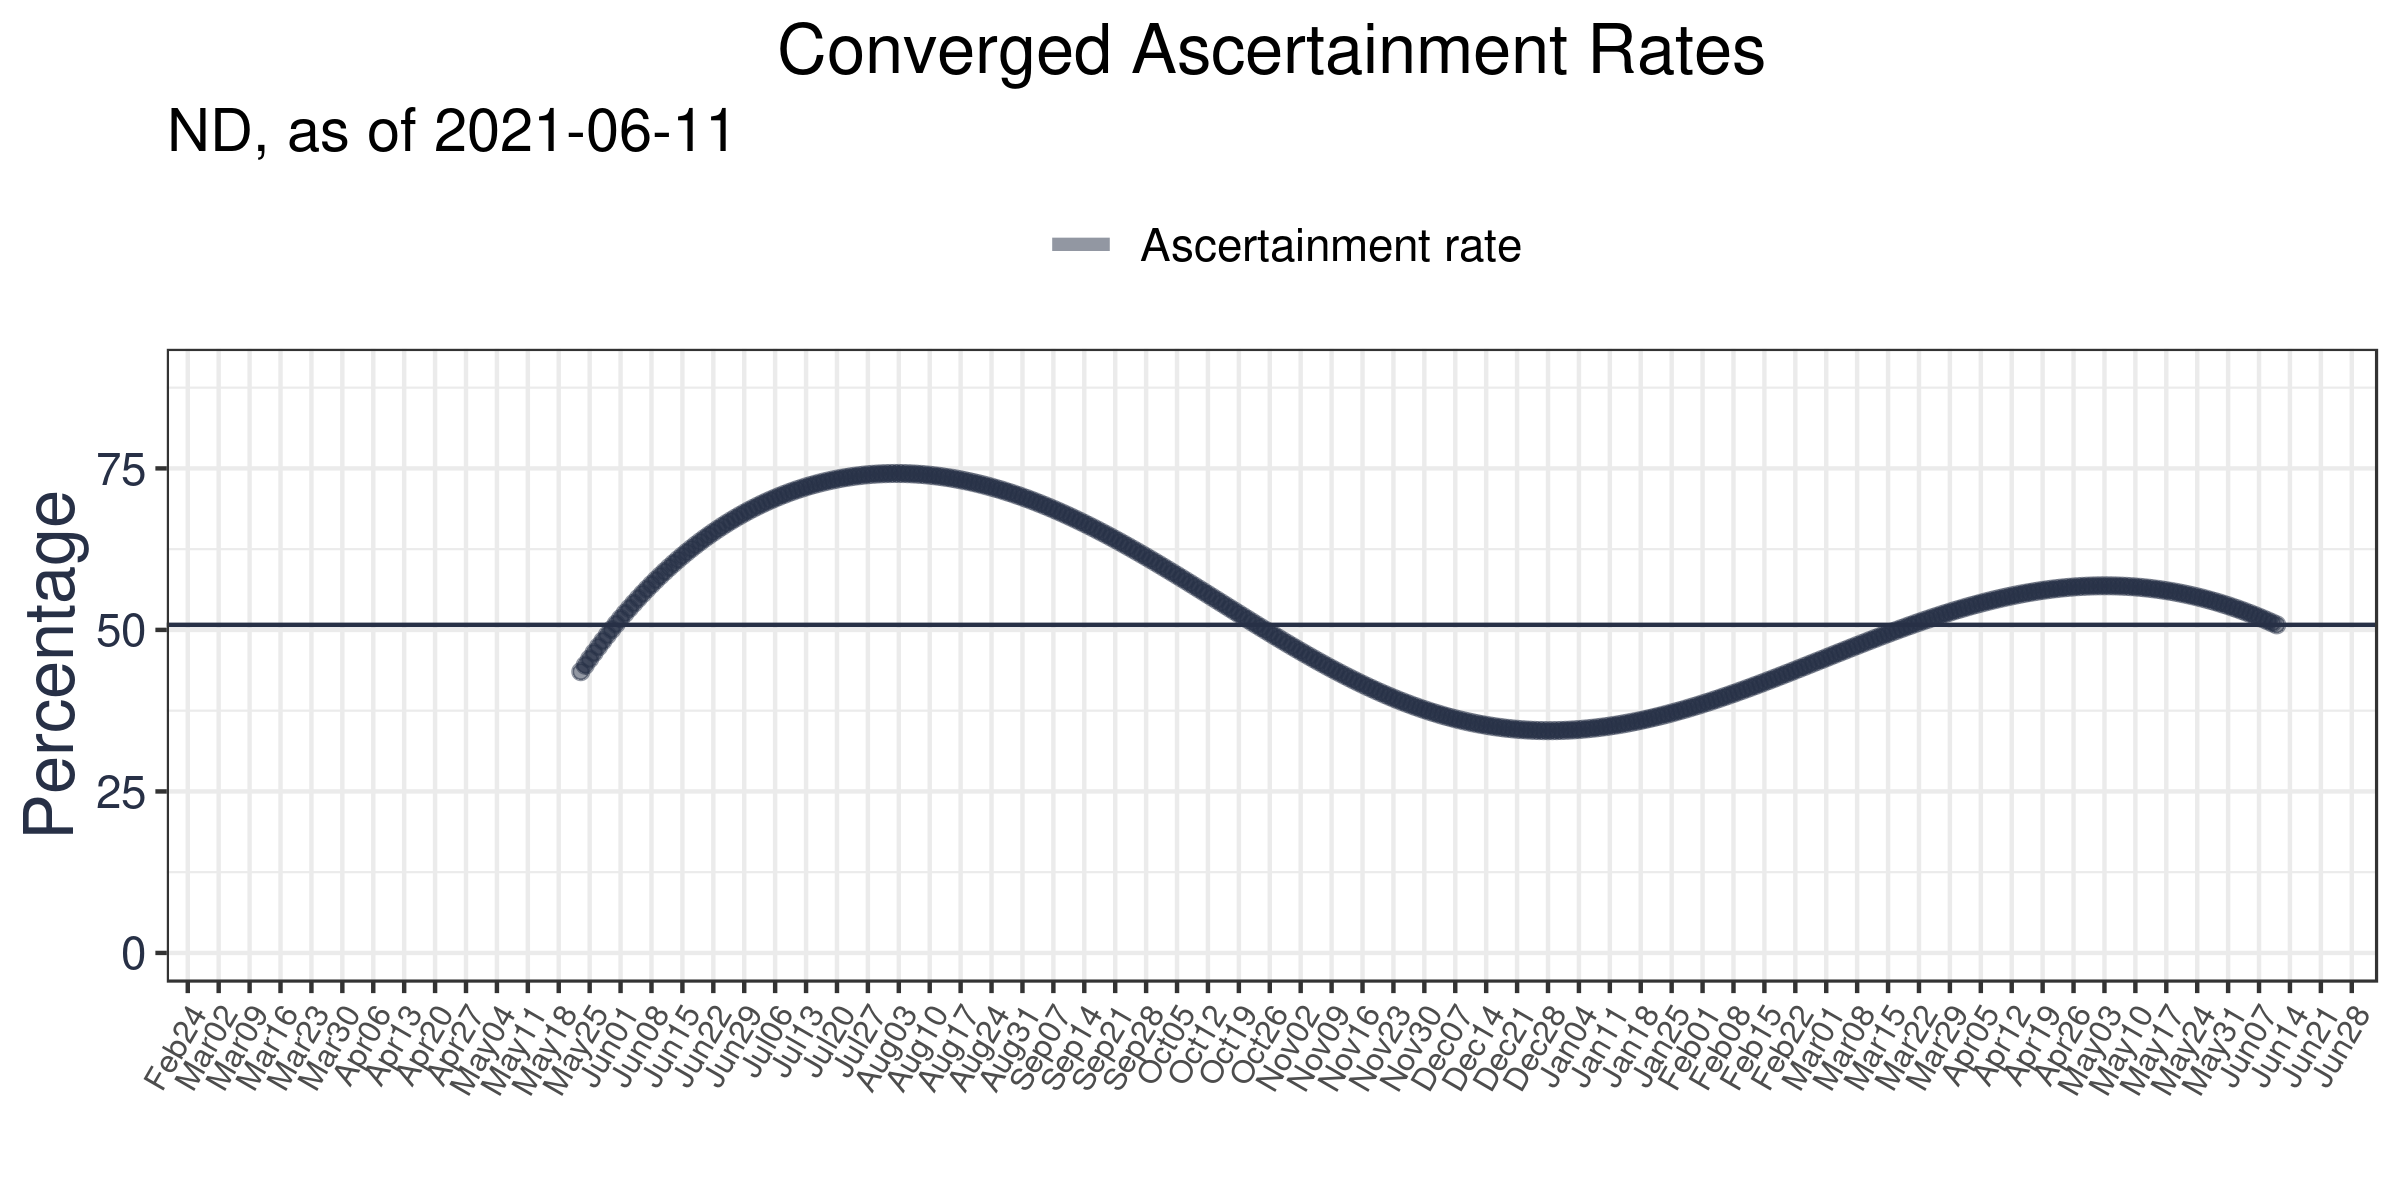 Converged Ascertainment Rates
ND, as of 2021-06-11
Ascertainment rate
Percentage
75
50
25
0
Feb24
Mar02
Mar09
Mar16
Mar23
Mar30
Apr06
Apr13
Apr20
Apr27
May04
May11
May18
May25
Jun01
Jun08
Jun15
Jun22
Jun29
Jul06
Jul13
Jul20
Jul27
Aug03
Aug10
Aug17
Aug24
Aug31
Sep07
Sep14
Sep21
Sep28
Oct05
Oct12
Oct19
Oct26
Nov02
Nov09
Nov16
Nov23
Nov30
Dec07
Dec14
Dec21
Dec28
Jan04
Jan11
Jan18
Jan25
Feb01
Feb08
Feb15
Feb22
Mar01
Mar08
Mar15
Mar22
Mar29
Apr05
Apr12
Apr19
Apr26
May03
May10
May17
May24
May31
Jun07
Jun14
Jun21
Jun28